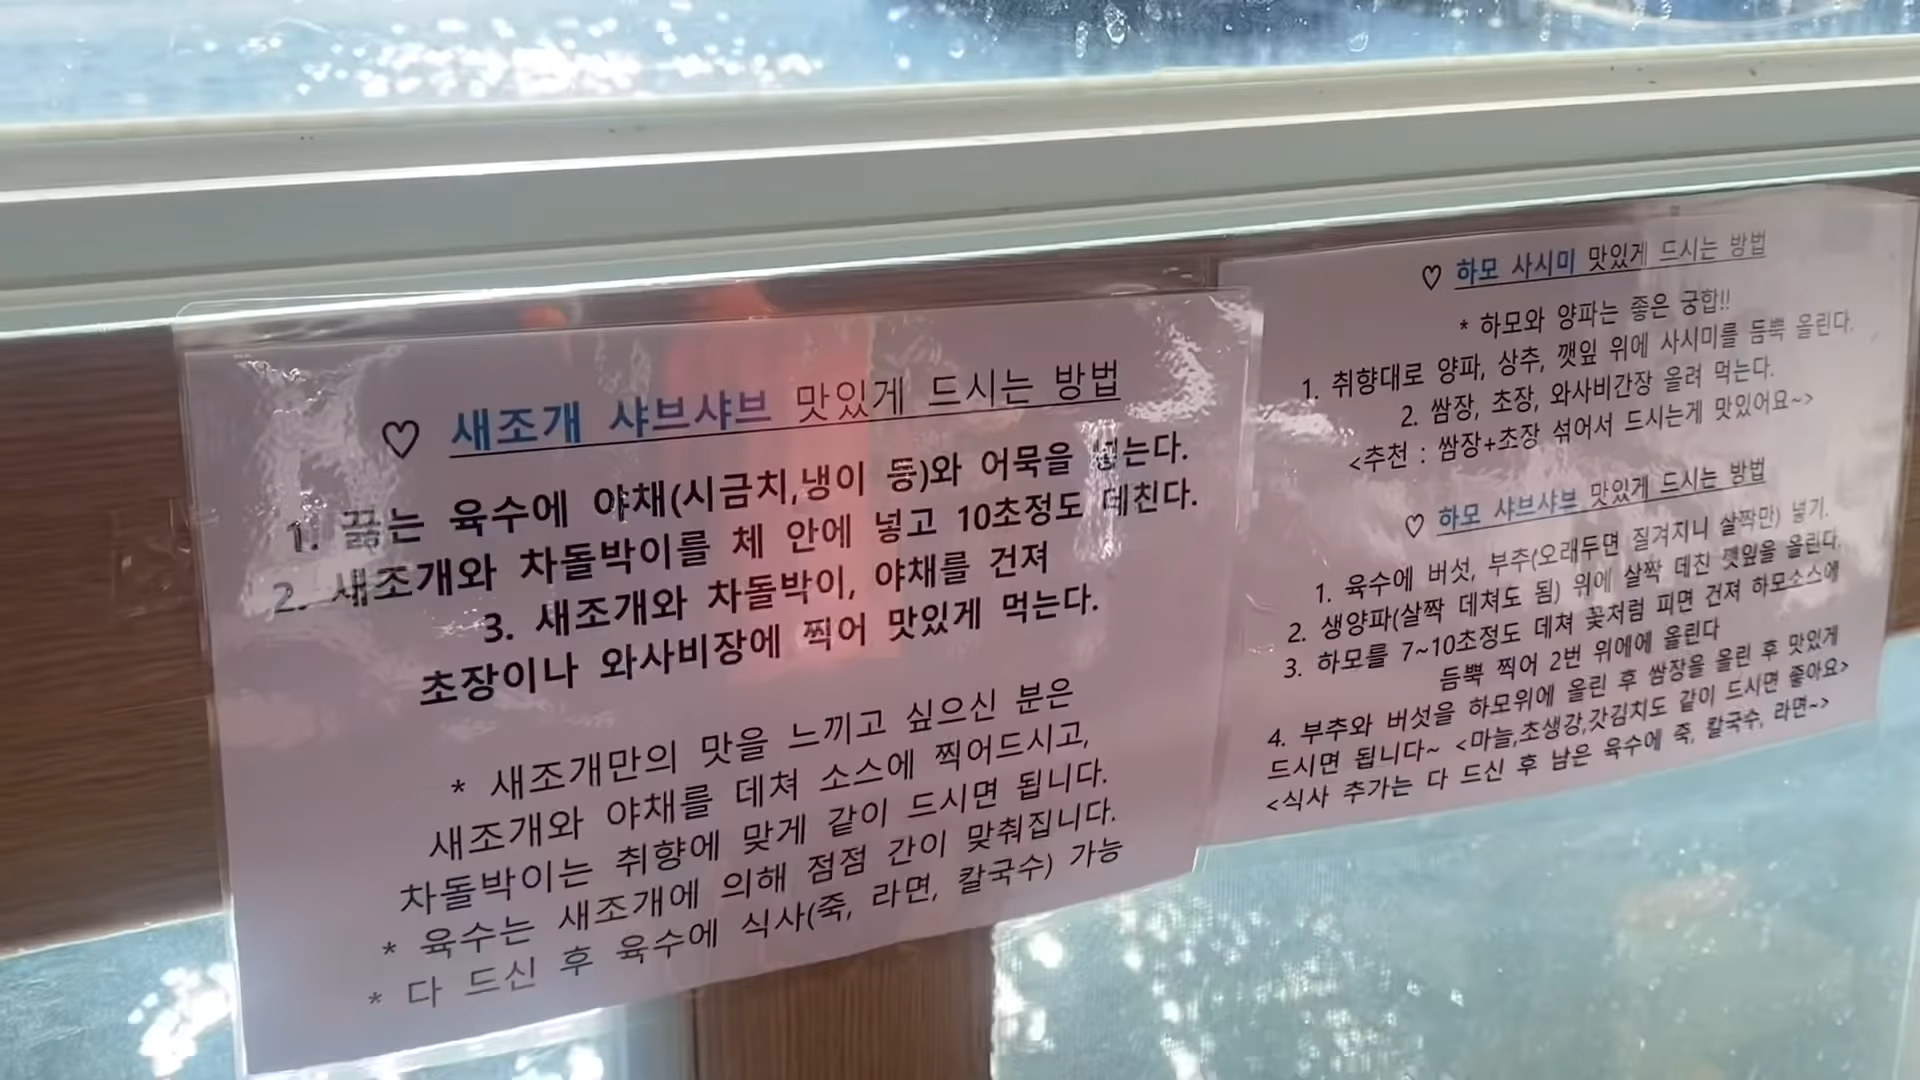 ♡ 새조개 샤브샤브 맛있게 드시는 방법
1. 끓는 육수에 야채(시금치,냉이 등)와 어묵을 넣는다.
2. 새조개와 차돌박이를 체 안에 넣고 10초정도 데친다.
3. 새조개와 차돌박이, 야채를 건져
초장이나 와사비장에 찍어 맛있게 먹는다.
* 새조개만의 맛을 느끼고 싶으신 분은
새조개와 야채를 데쳐 소스에 찍어드시고,
차돌박이는 취향에 맞게 같이 드시면 됩니다.
* 육수는 새조개에 의해 점점 간이 맞춰집니다.
* 다 드신 후 육수에 식사(죽, 라면, 칼국수) 가능
♡ 하모 사시미 맛있게 드시는 방법
* 하모와 양파는 좋은 궁합!!
1. 취향대로 양파, 상추, 깻잎 위에 사시미를 듬뿍 올린다.
2. 쌈장, 초장, 와사비간장 올려 먹는다.
<추천 : 쌈장+초장 섞어서 드시는게 맛있어요~>
♡ 하모 샤브샤브 맛있게 드시는 방법
1. 육수에 버섯, 부추(오래두면 질겨지니 살짝만) 넣기.
2. 생양파(살짝 데쳐도 됨) 위에 살짝 데친 깻잎을 올린다.
3. 하모를 7~10초정도 데쳐 꽃처럼 피면 건져 하모소스에
듬뿍 찍어 2번 위에에 올린다
4. 부추와 버섯을 하모위에 올린 후 쌈장을 올린 후 맛있게
드시면 됩니다~ <마늘,초생강,갓김치도 같이 드시면 좋아요>
<식사 추가는 다 드신 후 남은 육수에 죽, 칼국수, 라면~>